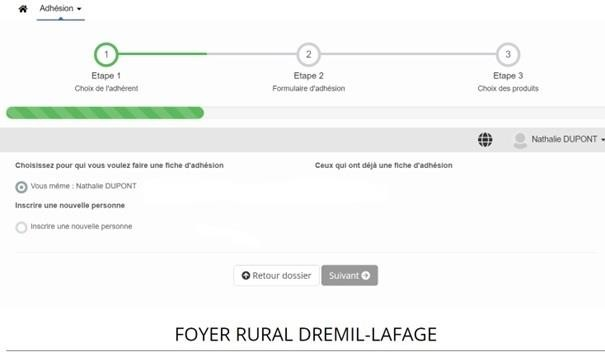 Adhésion
1
2
3
Etape 1
Etape 2
Etape 3
Choix de l'adhérent
Formulaire d'adhésion
Choix des produits
Nathalie DUPONT
Choisissez pour qui vous voulez faire une fiche d'adhésion
Ceux qui ont déjà une fiche d'adhésion
Vous même : Nathalie DUPONT
Inscrire une nouvelle personne
Inscrire une nouvelle personne
Retour dossier
Suivant
FOYER RURAL DREMIL-LAFAGE